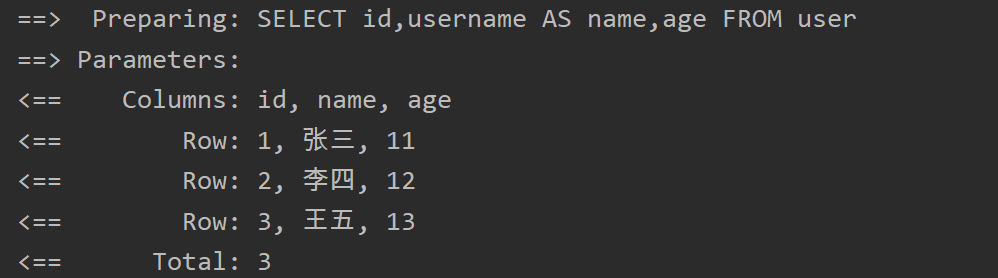 ==>  Preparing: SELECT id,username AS name,age FROM user
==> Parameters:
<==    Columns: id, name, age
<==        Row: 1, 张三, 11
<==        Row: 2, 李四, 12
<==        Row: 3, 王五, 13
<==      Total: 3